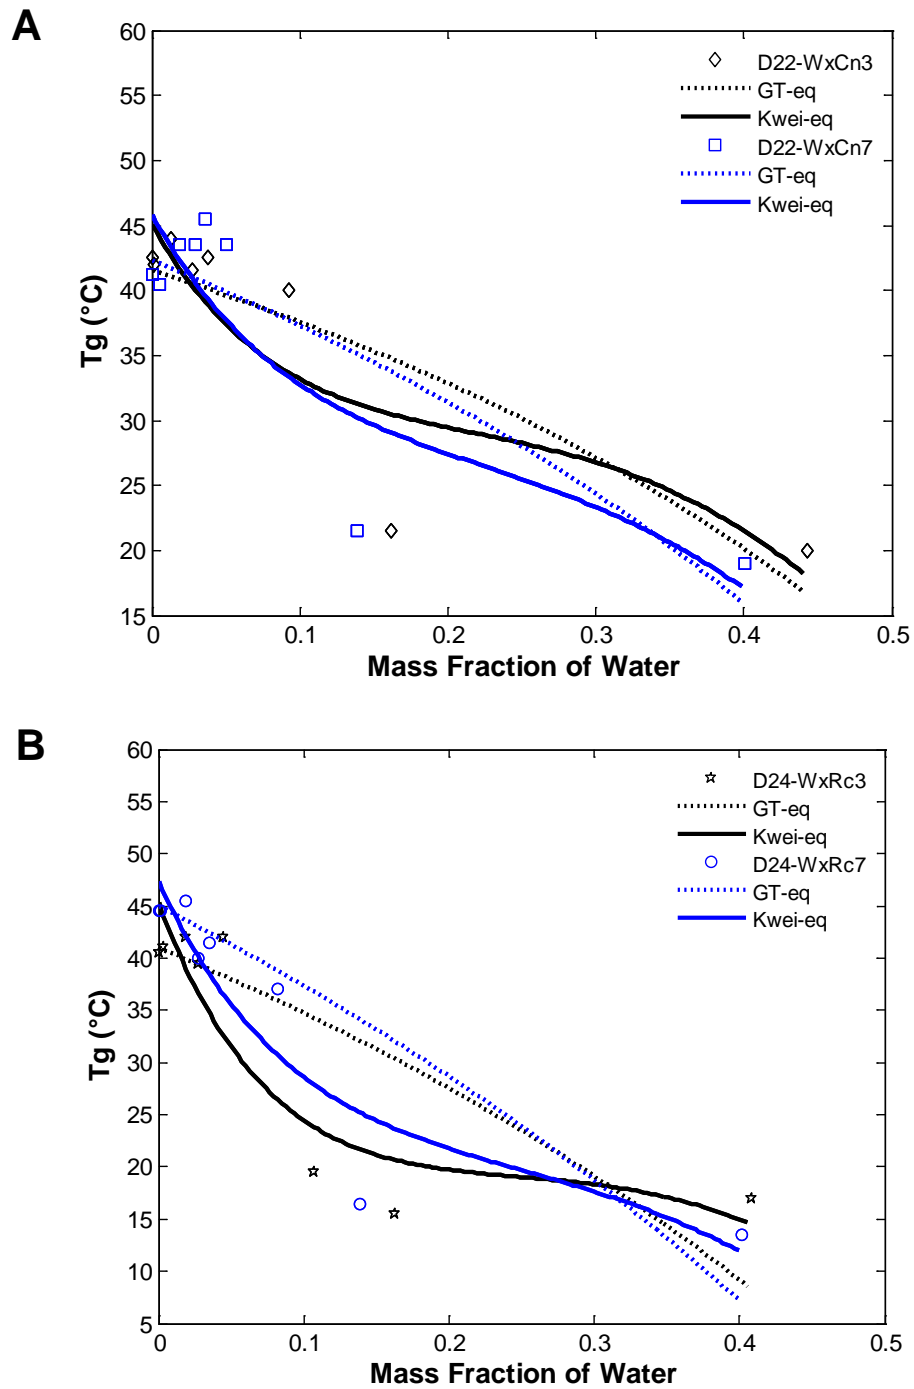 A
60
55
50
45
40
35
30
25
20
15
Tg (°C)
D22-WxCn3
GT-eq
Kwei-eq
D22-WxCn7
GT-eq
Kwei-eq
0 0.1 0.2 0.3 0.4 0.5
Mass Fraction of Water
B
60
55
50
45
40
35
30
25
20
15
10
5
Tg (°C)
D24-WxRc3
GT-eq
Kwei-eq
D24-WxRc7
GT-eq
Kwei-eq
0 0.1 0.2 0.3 0.4 0.5
Mass Fraction of Water